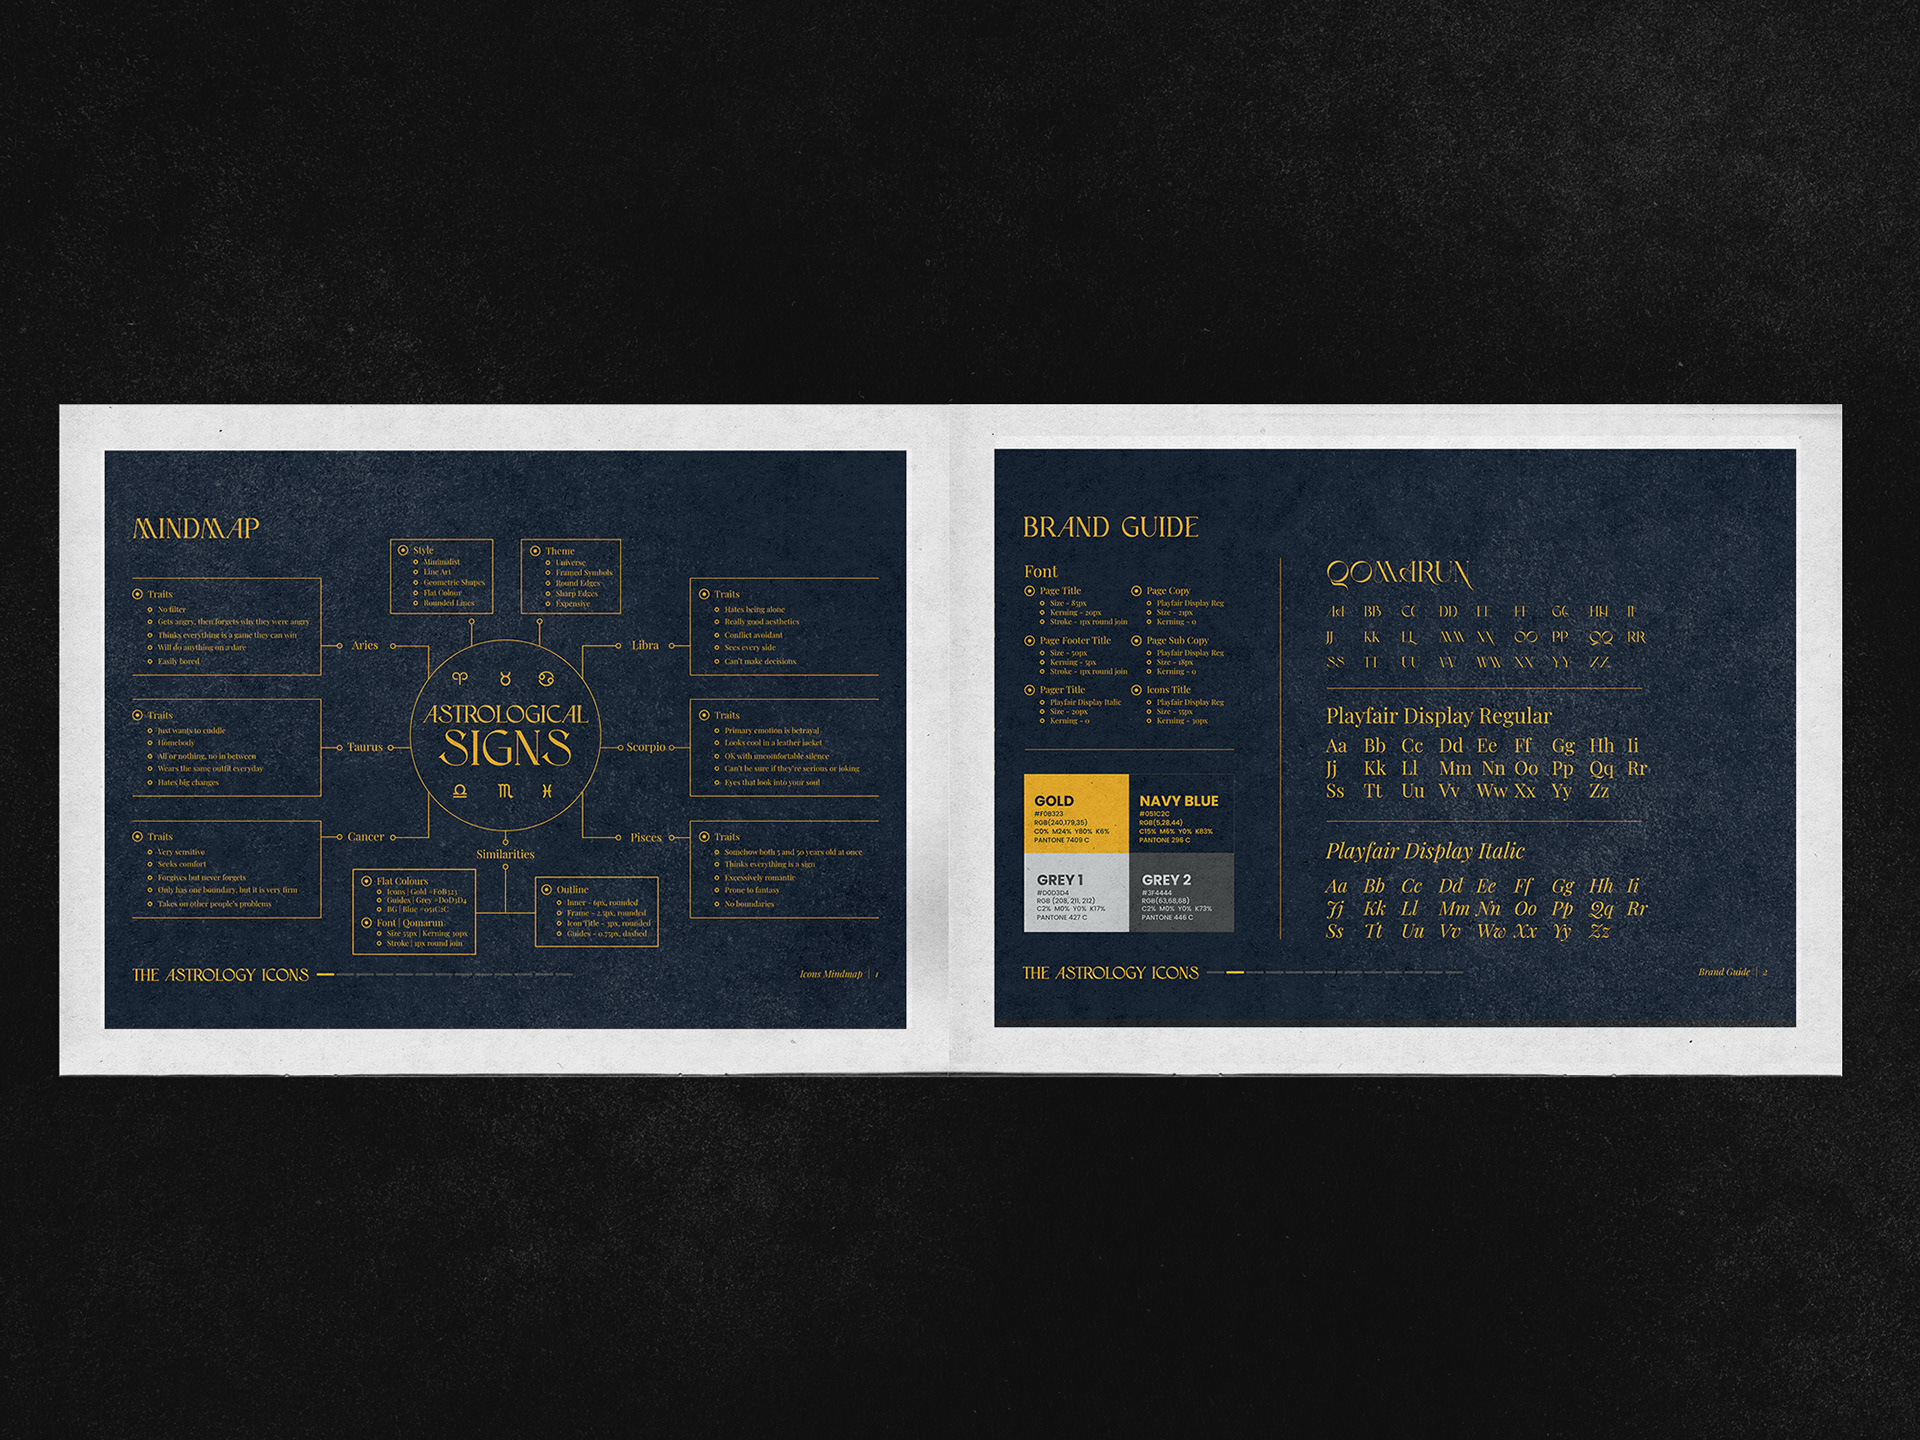 MINDMAP
Style
Minimalist
Line Art
Geometric Shapes
Flat Colour
Rounded Lines
Theme
Universe
Framed Symbols
Round Edges
Sharp Edges
Expensive
Traits
No filter
Gets angry, then forgets why they were angry
Thinks everything is a game they can win
Will do anything on a dare
Easily bored
Aries
Traits
Just wants to cuddle
Homebody
All or nothing, no in between
Wears the same outfit everyday
Hates big changes
Taurus
Traits
Very sensitive
Seeks comfort
Forgives but never forgets
Only has one boundary, but it is very firm
Takes on other people's problems
Cancer
♈ ♉ ♋
ASTROLOGICAL
SIGNS
♎ ♏ ♓
Libra
Traits
Hates being alone
Really good aesthetics
Conflict avoidant
Sees every side
Can't make decisions
Scorpio
Traits
Primary emotion is betrayal
Looks cool in a leather jacket
OK with uncomfortable silence
Can't be sure if they're serious or joking
Eyes that look into your soul
Pisces
Traits
Somehow both 5 and 50 years old at once
Thinks everything is a sign
Excessively romantic
Prone to fantasy
No boundaries
Similarities
Flat Colours
Icons | Gold #F0B323
Guides | Grey #D0D3D4
BG | Blue #051C2C
Font | Qomarun
Size 55px | Kerning 30px
Stroke | 1px round join
Outline
Inner - 6px, rounded
Frame - 2.5px, rounded
Icon Title - 3px, rounded
Guides - 0.75px, dashed
THE ASTROLOGY ICONS
Icons Mindmap | 1
BRAND GUIDE
Font
Page Title
Size - 85px
Kerning - 20px
Stroke - 1px round join
Page Copy
Playfair Display Reg
Size - 21px
Kerning - 0
Page Footer Title
Size - 50px
Kerning - 5px
Stroke - 1px round join
Page Sub Copy
Playfair Display Reg
Size - 18px
Kerning - 0
Pager Title
Playfair Display Italic
Size - 20px
Kerning - 0
Icons Title
Playfair Display Reg
Size - 55px
Kerning - 30px
GOLD
#F0B323
RGB(240,179,35)
C0% M24% Y80% K6%
PANTONE 7409 C
NAVY BLUE
#051C2C
RGB(5,28,44)
C15% M6% Y0% K83%
PANTONE 296 C
GREY 1
#D0D3D4
RGB (208, 211, 212)
C2% M0% Y0% K17%
PANTONE 427 C
GREY 2
#3F4444
RGB(63,68,68)
C2% M0% Y0% K73%
PANTONE 446 C
QOMARUN
AA BB CC DD EE FF GG HH II
JJ KK LL MM NN OO PP QQ RR
SS TT UU VV WW XX YY ZZ
Playfair Display Regular
Aa Bb Cc Dd Ee Ff Gg Hh Ii
Jj Kk Ll Mm Nn Oo Pp Qq Rr
Ss Tt Uu Vv Ww Xx Yy Zz
Playfair Display Italic
Aa Bb Cc Dd Ee Ff Gg Hh Ii
Jj Kk Ll Mm Nn Oo Pp Qq Rr
Ss Tt Uu Vv Ww Xx Yy Zz
THE ASTROLOGY ICONS
Brand Guide | 2